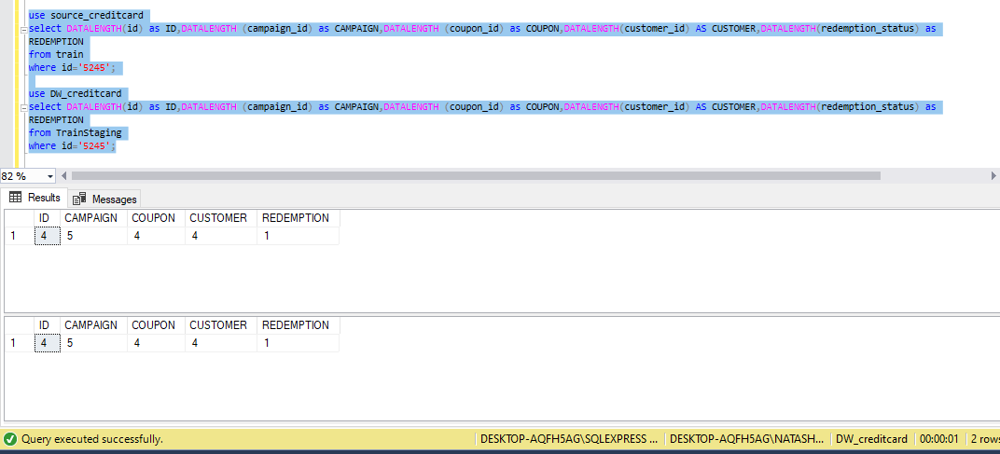 use source_creditcard
select DATALENGTH(id) as ID,DATALENGTH (campaign_id) as CAMPAIGN,DATALENGTH (coupon_id) as COUPON,DATALENGTH(customer_id) AS CUSTOMER,DATALENGTH(redemption_status) as
REDEMPTION
from train
where id='5245';
use DW_creditcard
select DATALENGTH(id) as ID,DATALENGTH (campaign_id) as CAMPAIGN,DATALENGTH (coupon_id) as COUPON,DATALENGTH(customer_id) AS CUSTOMER,DATALENGTH(redemption_status) as
REDEMPTION
from TrainStaging
where id='5245';
82 %
Results Messages
ID CAMPAIGN COUPON CUSTOMER REDEMPTION
1 4 5 4 4 1
ID CAMPAIGN COUPON CUSTOMER REDEMPTION
1 4 5 4 4 1
Query executed successfully. DESKTOP-AQFH5AG\SQLEXPRESS ... DESKTOP-AQFH5AG\NATASH... DW_creditcard 00:00:01 2 rows